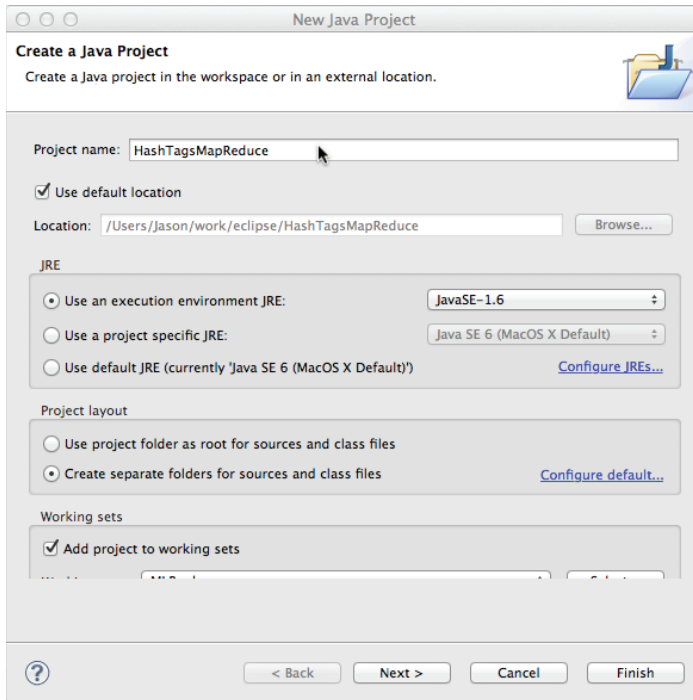 New Java Project
Create a Java Project
Create a Java project in the workspace or in an external location.
Project name: HashTagsMapReduce
Use default location
Location: /Users/Jason/work/eclipse/HashTagsMapReduce Browse...
JRE
Use an execution environment JRE: JavaSE-1.6
Use a project specific JRE: Java SE 6 (MacOS X Default)
Use default JRE (currently 'Java SE 6 (MacOS X Default)') Configure JREs...
Project layout
Use project folder as root for sources and class files
Create separate folders for sources and class files Configure default...
Working sets
Add project to working sets
? < Back Next > Cancel Finish